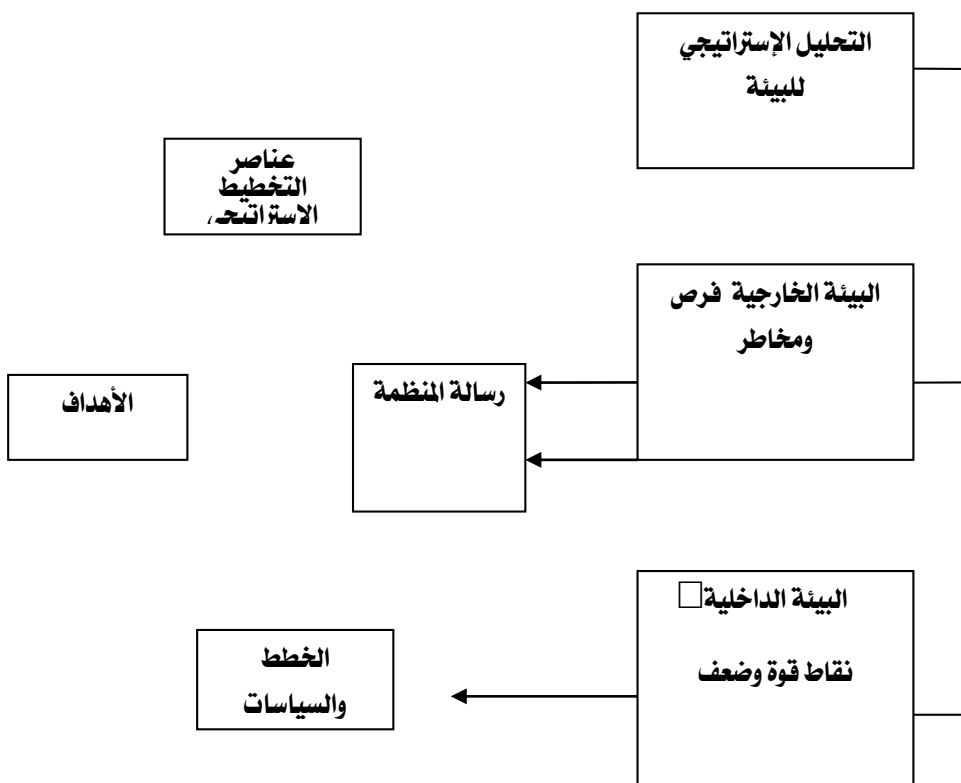 التحليل الإستراتيجي
للبيئة
عناصر
التخطيط
البيئة الخارجية فرص
ومخاطر
رسالة المنظمة
الأهداف
البيئة الداخلية
نقاط قوة وضعف
الخطط
والسياسات